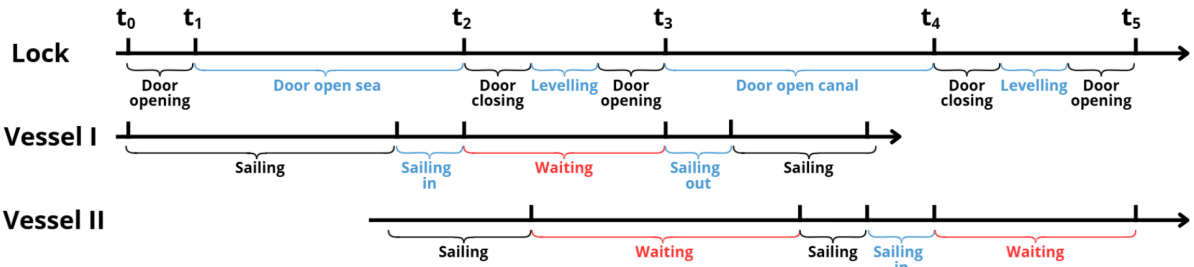 t0 t1 t2 t3 t4 t5
Lock
Door opening
Door open sea
Door closing
Levelling
Door opening
Door open canal
Door closing
Levelling
Door opening
Vessel I
Sailing
Sailing in
Waiting
Sailing out
Sailing
Vessel II
Sailing
Waiting
Sailing
Sailing in
Waiting